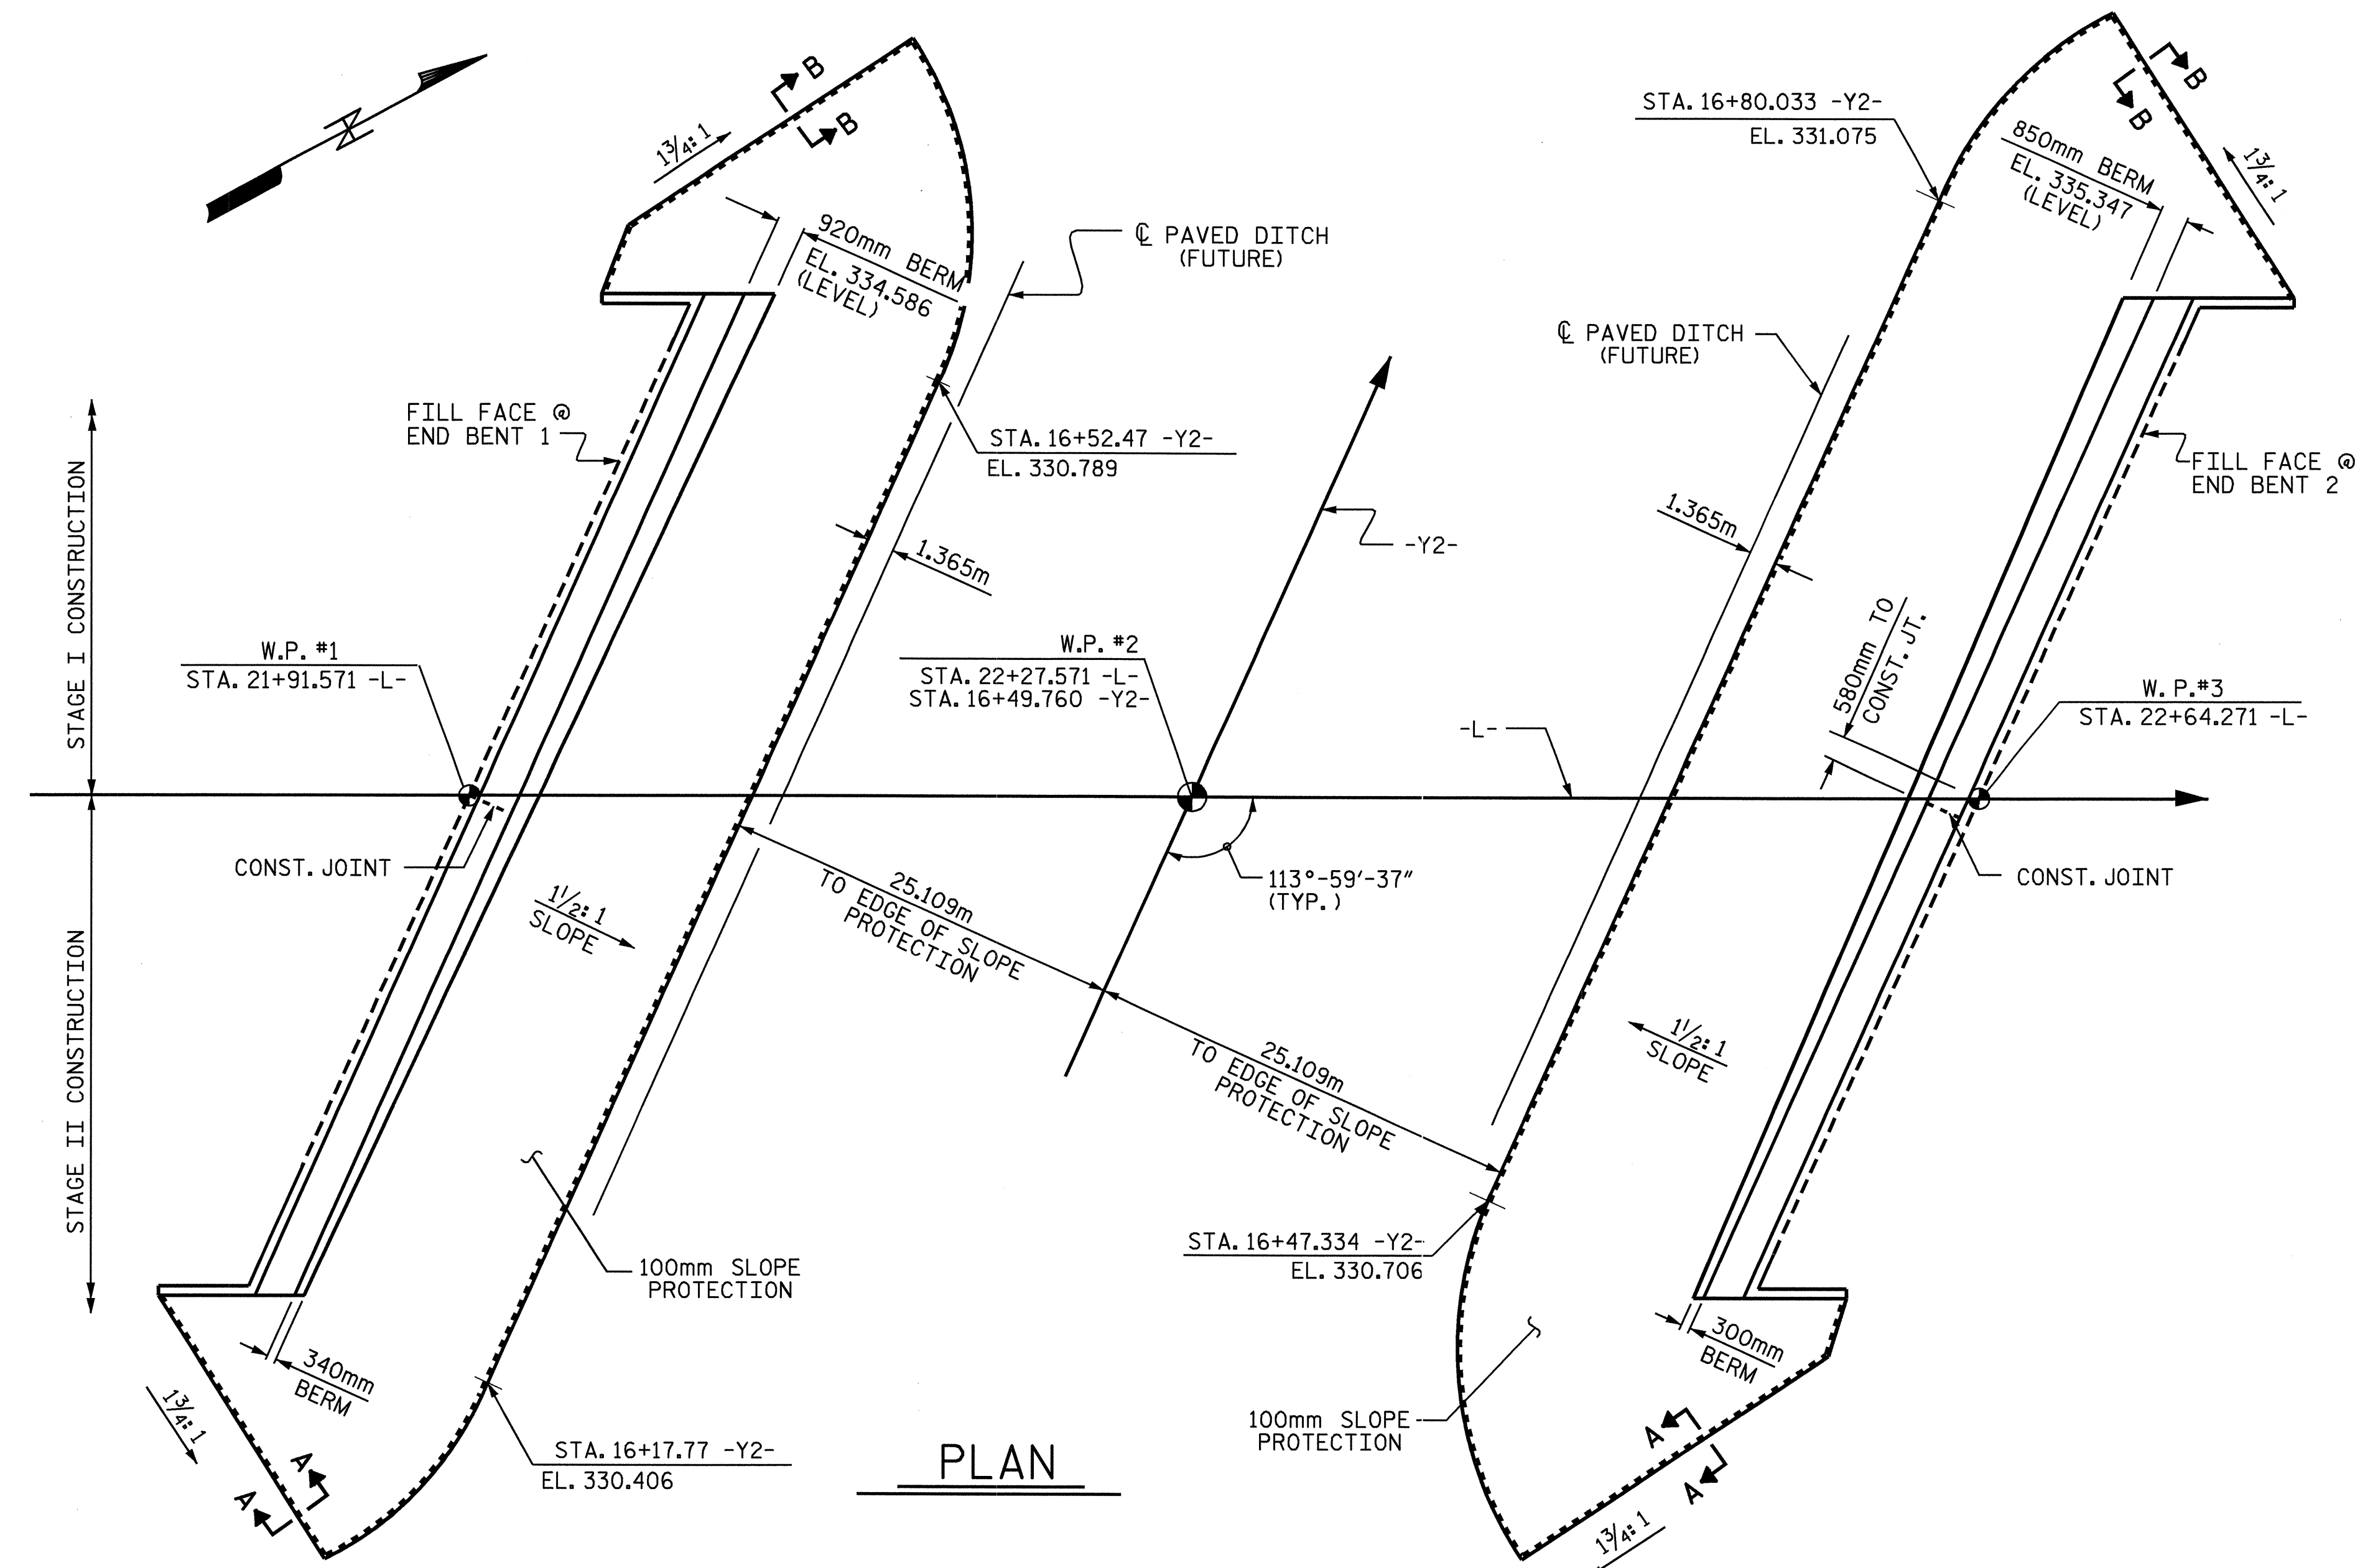 N
B
B
1¾:1
920mm BERM
EL. 334.586
(LEVEL)
℄ PAVED DITCH
(FUTURE)
STA. 16+80.033 -Y2-
EL. 331.075
850mm BERM
EL. 335.347
(LEVEL)
B
B
1¾:1
℄ PAVED DITCH
(FUTURE)
FILL FACE @
END BENT 1
STA. 16+52.47 -Y2-
EL. 330.789
FILL FACE @
END BENT 2
1.365m
1.365m
-Y2-
STAGE I CONSTRUCTION
W.P. #1
STA. 21+91.571 -L-
W.P. #2
STA. 22+27.571 -L-
STA. 16+49.760 -Y2-
-L-
580mm TO
CONST. JT.
W. P.#3
STA. 22+64.271 -L-
CONST. JOINT
113°-59'-37"
(TYP.)
CONST. JOINT
1½:1
SLOPE
25.109m
TO EDGE OF SLOPE
PROTECTION
25.109m
TO EDGE OF SLOPE
PROTECTION
1½:1
SLOPE
STAGE II CONSTRUCTION
100mm SLOPE
PROTECTION
STA. 16+47.334 -Y2-
EL. 330.706
340mm
BERM
300mm
BERM
1¾:1
A
A
STA. 16+17.77 -Y2-
EL. 330.406
PLAN
100mm SLOPE
PROTECTION
A
A
1¾:1